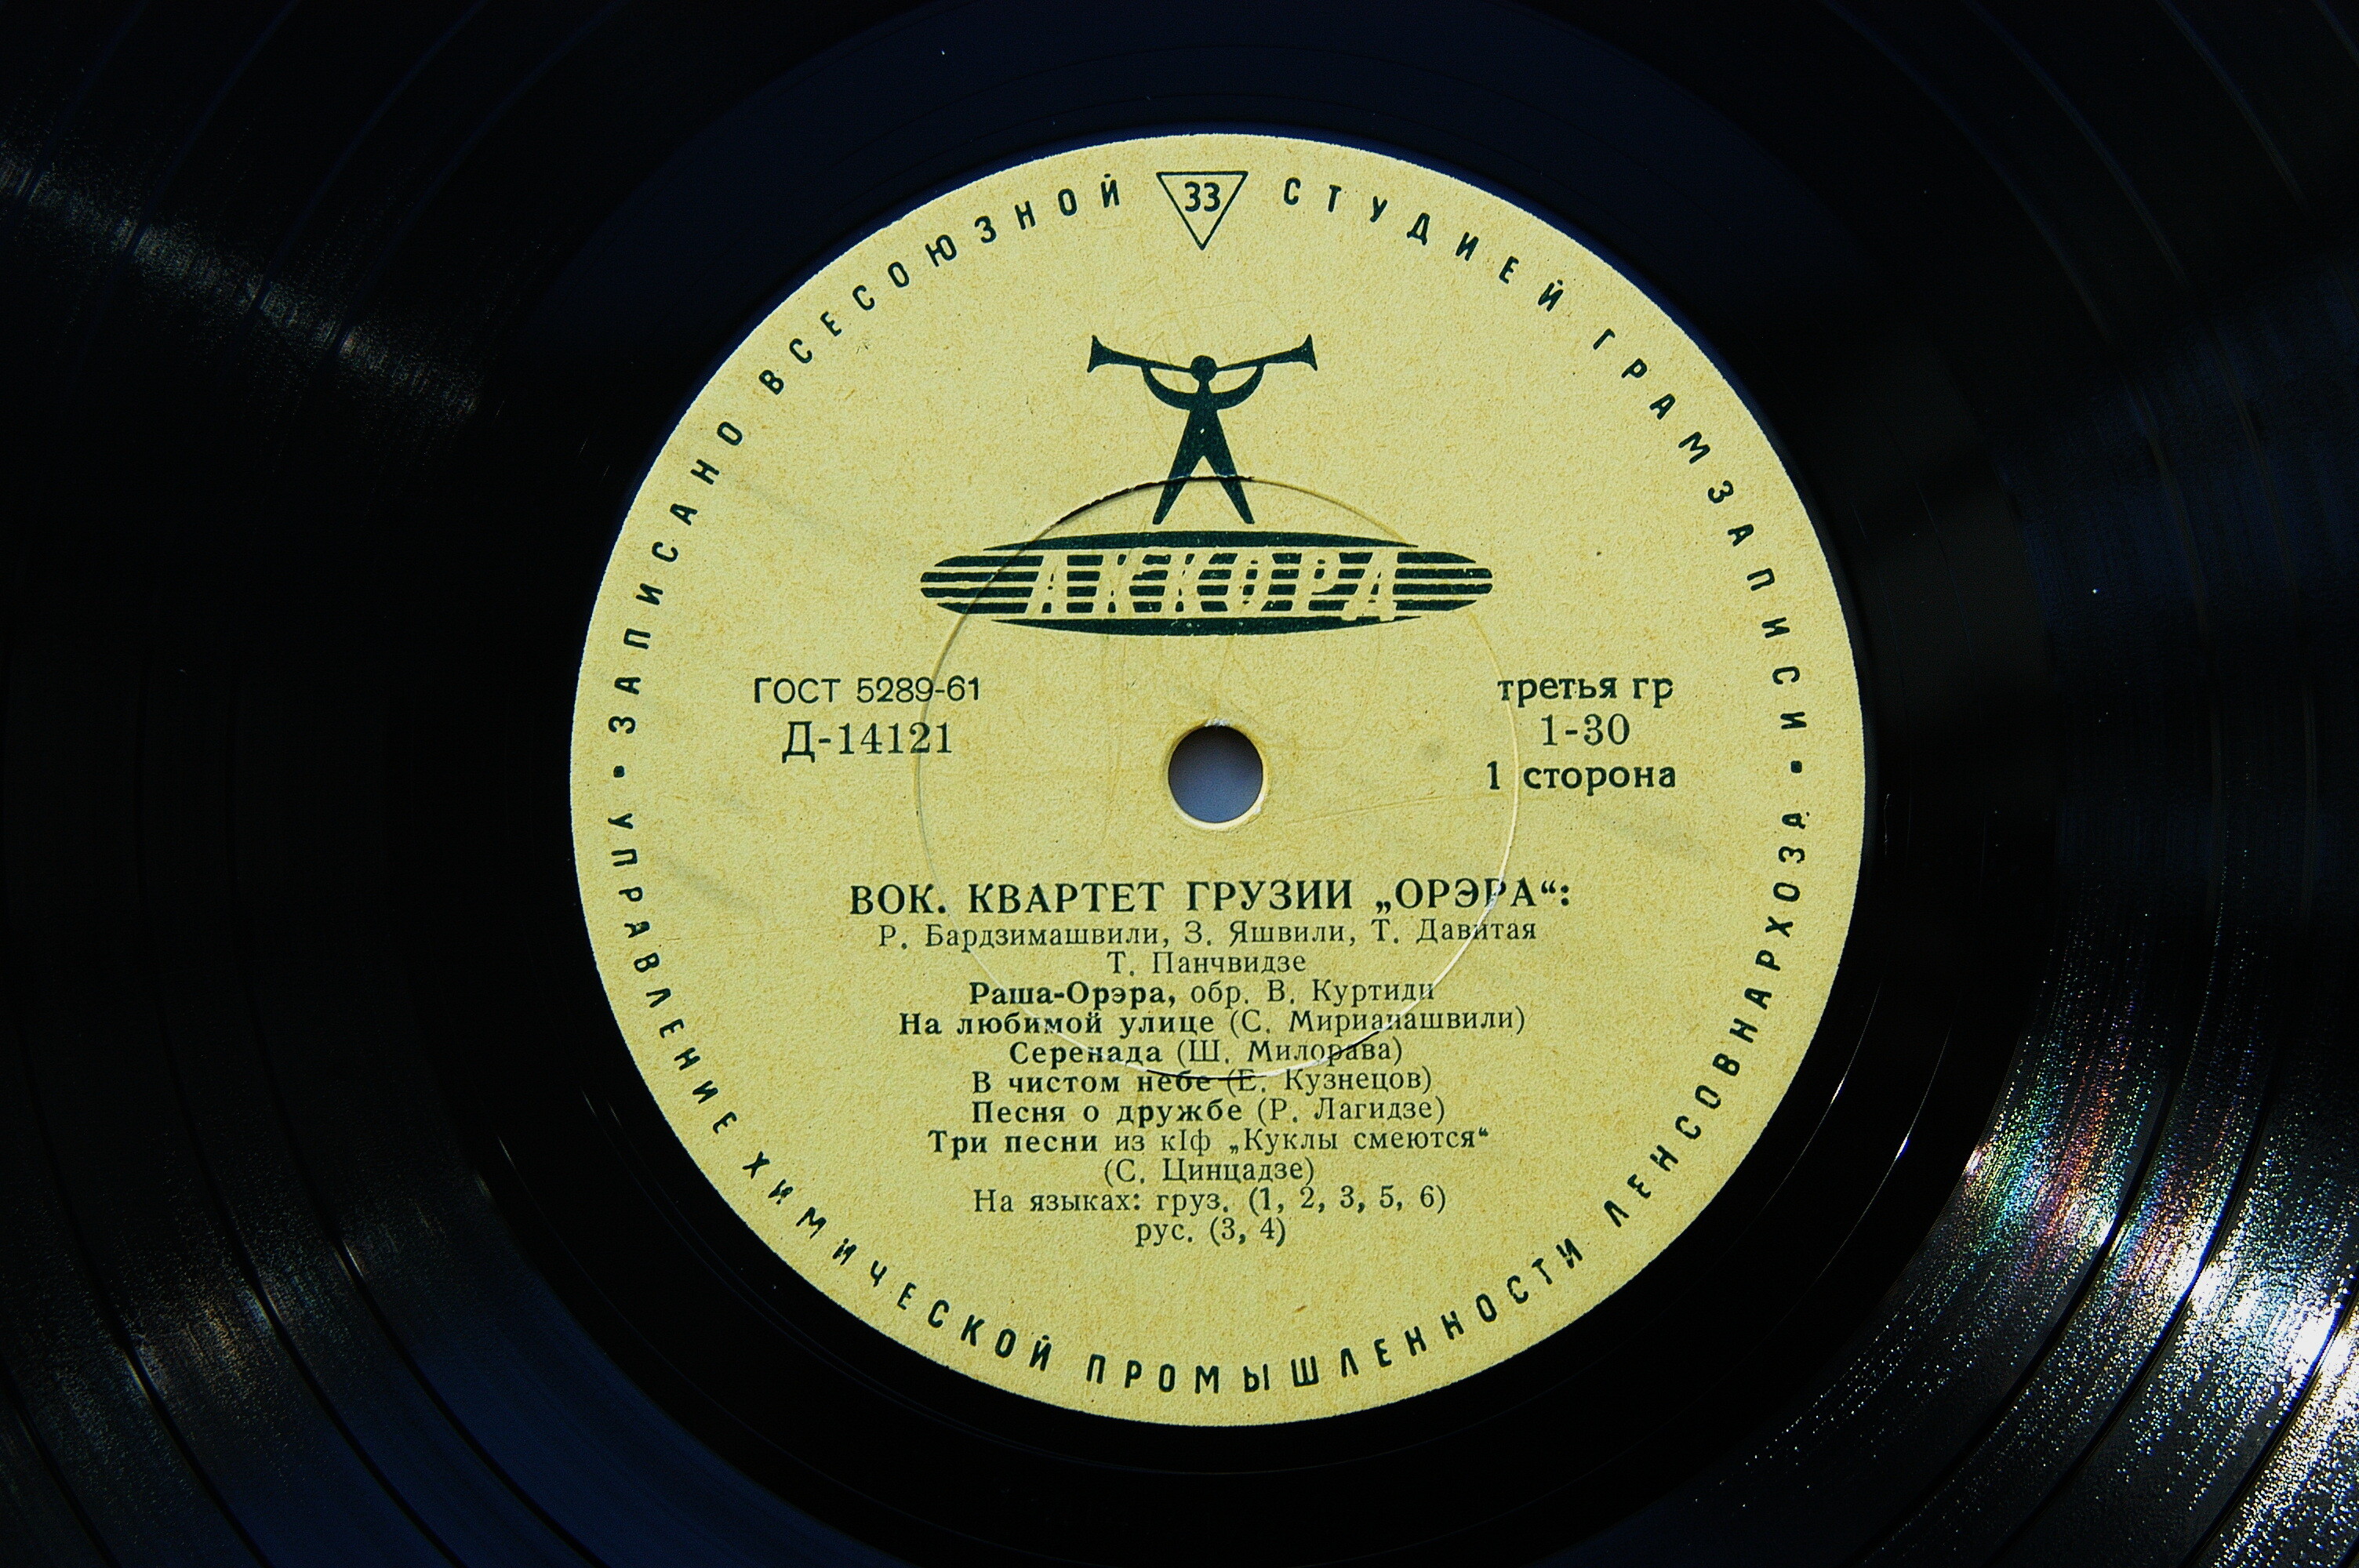 ЗАПИСАНО ВСЕСОЮЗНОЙ 33 СТУДИЕЙ ГРАМЗАПИСИ •
АККОРД
ГОСТ 5289-61
Д-14121
третья гр
1-30
1 сторона
ВОК. КВАРТЕТ ГРУЗИИ „ОРЭРА“:
Р. Бардзимашвили, З. Яшвили, Т. Давитая
Т. Панчвидзе
Раша-Орэра, обр. В. Куртиди
На любимой улице (С. Мирианашвили)
Серенада (Ш. Милорава)
В чистом небе (Е. Кузнецов)
Песня о дружбе (Р. Лагидзе)
Три песни из кIф „Куклы смеются“
(С. Цинцадзе)
На языках: груз. (1, 2, 3, 5, 6)
рус. (3, 4)
УПРАВЛЕНИЕ ХИМИЧЕСКОЙ ПРОМЫШЛЕННОСТИ ЛЕНСОВНАРХОЗА •